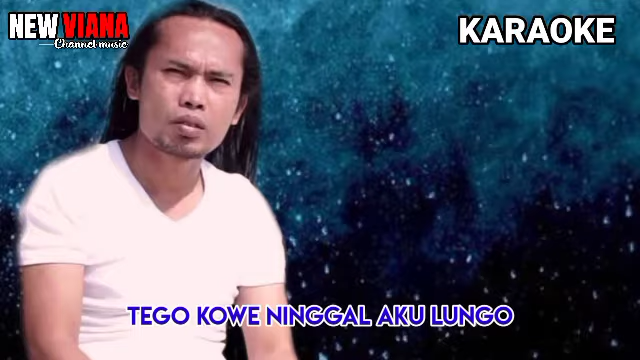 NEW VIANA
Channel music
KARAOKE
TEGO KOWE NINGGAL AKU LUNGO